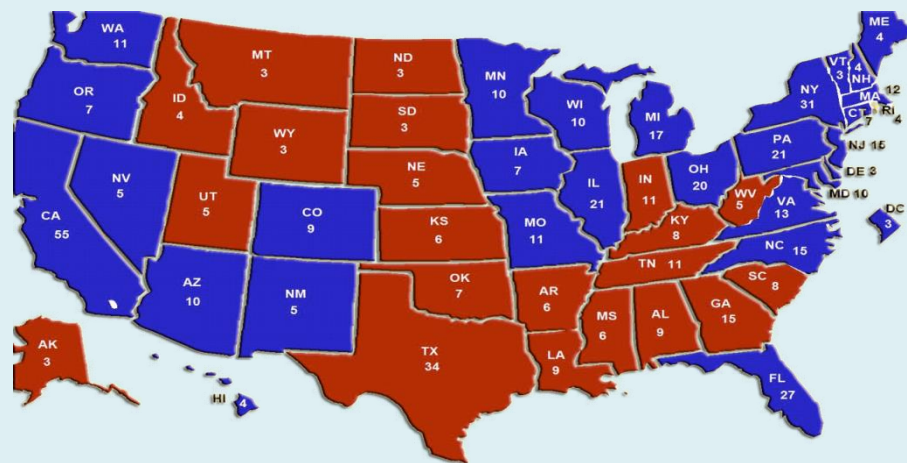 WA
11
OR
7
CA
55
NV
5
ID
4
MT
3
WY
3
UT
5
AZ
10
CO
9
NM
5
ND
3
SD
3
NE
5
KS
6
OK
7
TX
34
MN
10
IA
7
MO
11
AR
6
LA
9
WI
10
IL
21
MI
17
IN
11
OH
20
KY
8
TN 11
MS
6
AL
9
GA
15
FL
27
SC
8
NC 15
VA
13
WV
5
PA
21
NY
31
VT
3
4
NH
ME
4
12
MA
RI
4
CT
7
NJ 15
DE 3
MD 10
DC
3
AK
3
HI
4